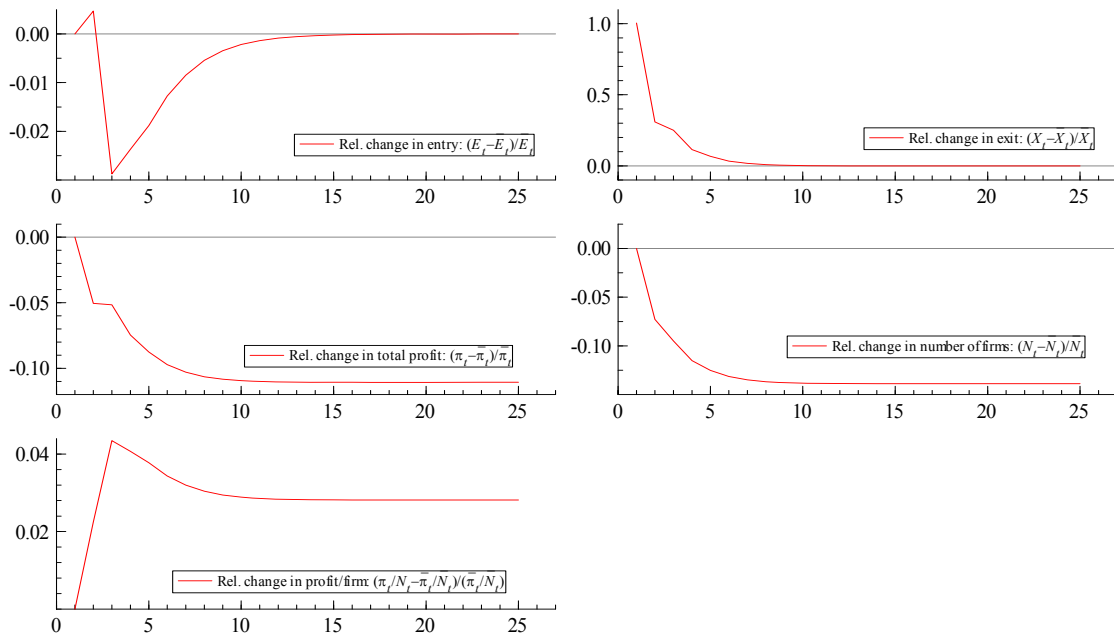 0.00
-0.01
-0.02
0 5 10 15 20 25
Rel. change in entry: (E_t−E̅_t)/E̅_t
1.0
0.5
0.0
0 5 10 15 20 25
Rel. change in exit: (X_t−X̅_t)/X̅_t
0.00
-0.05
-0.10
0 5 10 15 20 25
Rel. change in total profit: (π_t−π̅_t)/π̅_t
0.00
-0.05
-0.10
0 5 10 15 20 25
Rel. change in number of firms: (N_t−N̅_t)/N̅_t
0.04
0.02
0 5 10 15 20 25
Rel. change in profit/firm: (π_t/N_t−π̅_t/N̅_t)/(π̅_t/N̅_t)